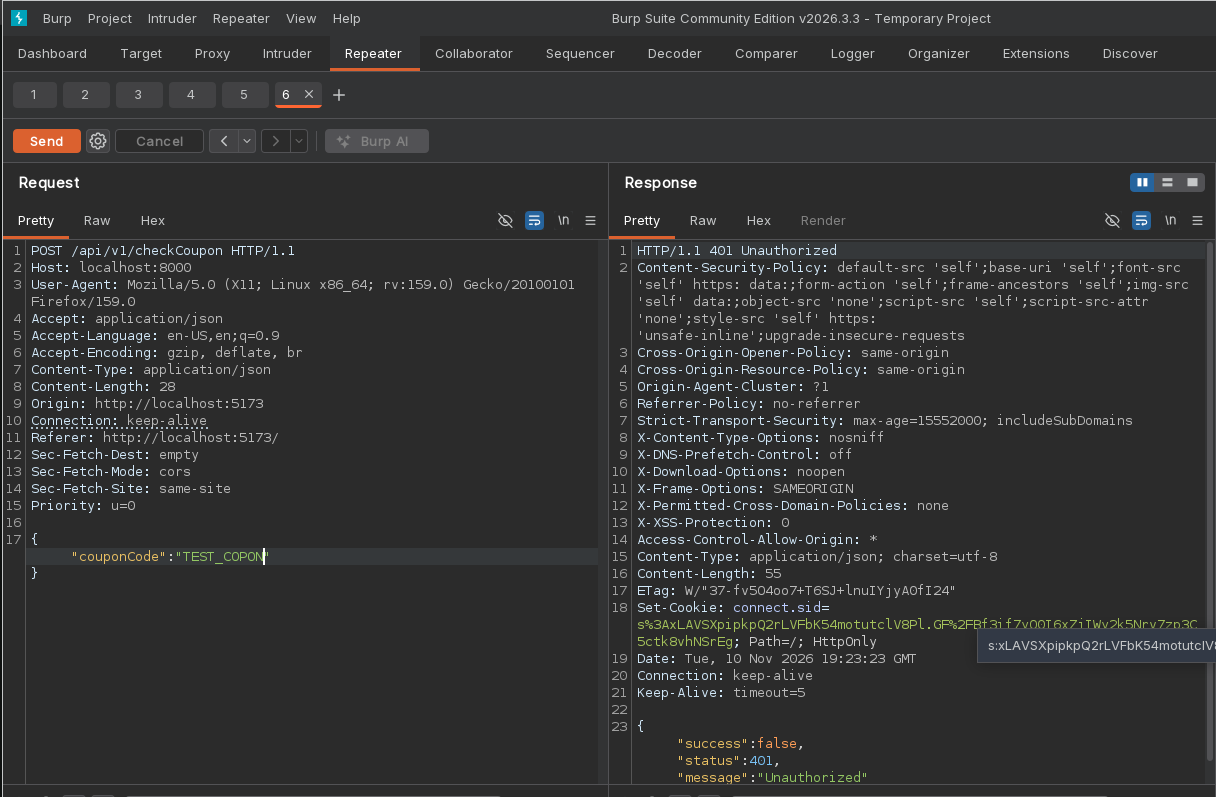 Burp Project Intruder Repeater View Help Burp Suite Community Edition v2026.3.3 - Temporary Project
Dashboard Target Proxy Intruder Repeater Collaborator Sequencer Decoder Comparer Logger Organizer Extensions Discover
1 2 3 4 5 6 × +
Send Cancel < > Burp AI
Request
Pretty Raw Hex \n
1 POST /api/v1/checkCoupon HTTP/1.1
2 Host: localhost:8000
3 User-Agent: Mozilla/5.0 (X11; Linux x86_64; rv:159.0) Gecko/20100101
Firefox/159.0
4 Accept: application/json
5 Accept-Language: en-US,en;q=0.9
6 Accept-Encoding: gzip, deflate, br
7 Content-Type: application/json
8 Content-Length: 28
9 Origin: http://localhost:5173
10 Connection: keep-alive
11 Referer: http://localhost:5173/
12 Sec-Fetch-Dest: empty
13 Sec-Fetch-Mode: cors
14 Sec-Fetch-Site: same-site
15 Priority: u=0
16
17 {
"couponCode":"TEST_COPON"
}
Response
Pretty Raw Hex Render \n
1 HTTP/1.1 401 Unauthorized
2 Content-Security-Policy: default-src 'self';base-uri 'self';font-src
'self' https: data:;form-action 'self';frame-ancestors 'self';img-src
'self' data:;object-src 'none';script-src 'self';script-src-attr
'none';style-src 'self' https:
'unsafe-inline';upgrade-insecure-requests
3 Cross-Origin-Opener-Policy: same-origin
4 Cross-Origin-Resource-Policy: same-origin
5 Origin-Agent-Cluster: ?1
6 Referrer-Policy: no-referrer
7 Strict-Transport-Security: max-age=15552000; includeSubDomains
8 X-Content-Type-Options: nosniff
9 X-DNS-Prefetch-Control: off
10 X-Download-Options: noopen
11 X-Frame-Options: SAMEORIGIN
12 X-Permitted-Cross-Domain-Policies: none
13 X-XSS-Protection: 0
14 Access-Control-Allow-Origin: *
15 Content-Type: application/json; charset=utf-8
16 Content-Length: 55
17 ETag: W/"37-fv5O4oo7+T6SJ+lnuIYjyAOfI24"
18 Set-Cookie: connect.sid=
5ctk8vhNSrEg; Path=/; HttpOnly
19 Date: Tue, 10 Nov 2026 19:23:23 GMT
20 Connection: keep-alive
21 Keep-Alive: timeout=5
22
23 {
"success":false,
"status":401,
"message":"Unauthorized"